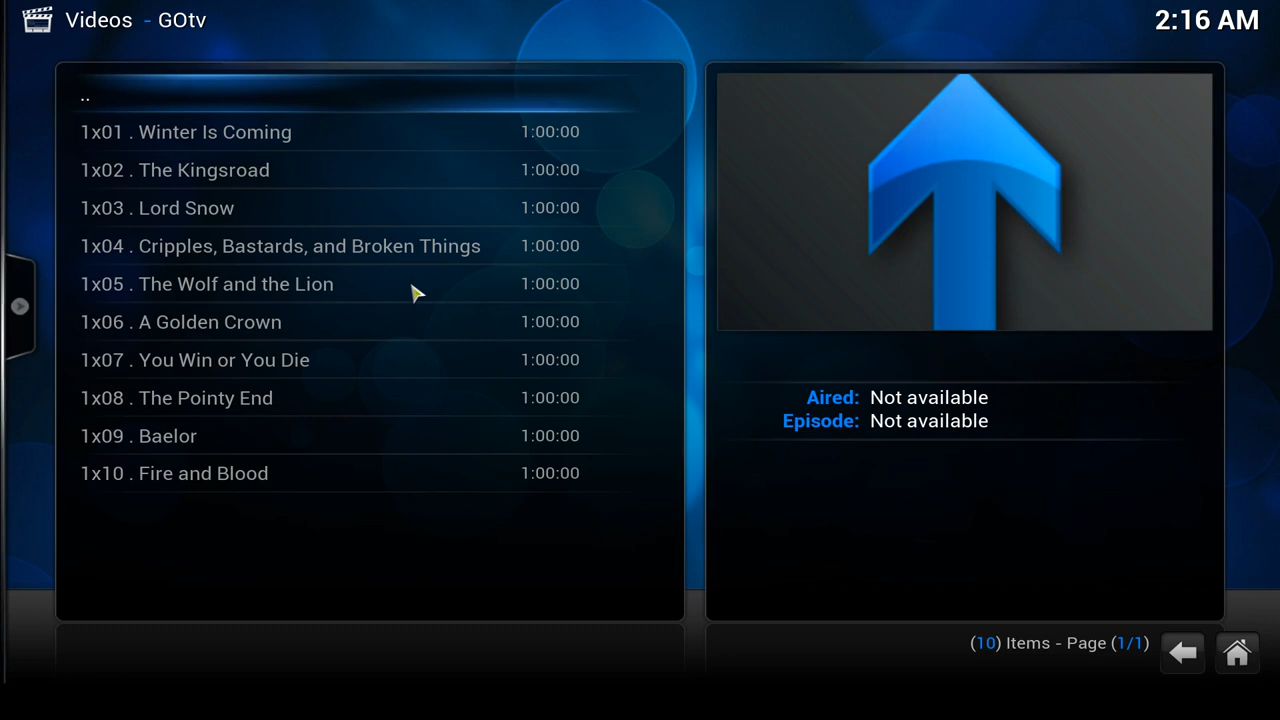 Videos - GOtv
2:16 AM
..
1x01 . Winter Is Coming 1:00:00
1x02 . The Kingsroad 1:00:00
1x03 . Lord Snow 1:00:00
1x04 . Cripples, Bastards, and Broken Things 1:00:00
1x05 . The Wolf and the Lion 1:00:00
1x06 . A Golden Crown 1:00:00
1x07 . You Win or You Die 1:00:00
1x08 . The Pointy End 1:00:00
1x09 . Baelor 1:00:00
1x10 . Fire and Blood 1:00:00
Aired: Not available
Episode: Not available
(10) Items - Page (1/1)